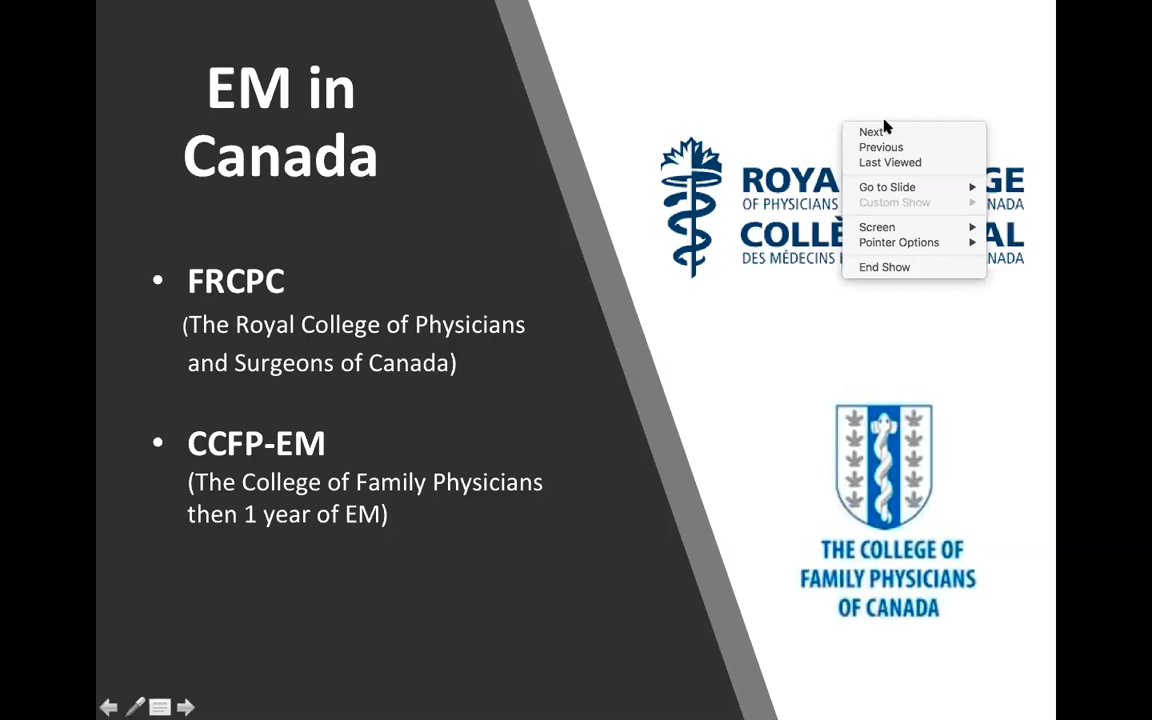 EM in
Canada
• FRCPC
(The Royal College of Physicians
and Surgeons of Canada)
• CCFP-EM
(The College of Family Physicians
then 1 year of EM)
ROYA GE
OF PHYSICIANS NADA
COLLÈ AL
DES MÉDECINS ANADA
Next
Previous
Last Viewed
Go to Slide
Custom Show
Screen
Pointer Options
End Show
THE COLLEGE OF
FAMILY PHYSICIANS
OF CANADA